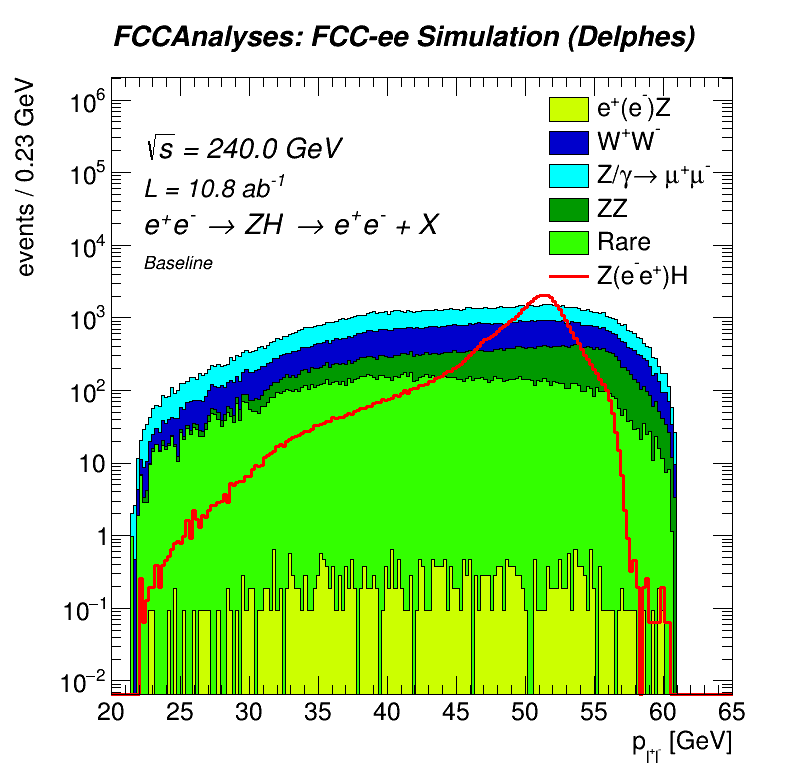 FCCAnalyses: FCC-ee Simulation (Delphes)
events / 0.23 GeV
10⁶
10⁵
10⁴
10³
10²
10
1
10⁻¹
10⁻²
√s = 240.0 GeV
L = 10.8 ab⁻¹
e⁺e⁻ → ZH → e⁺e⁻ + X
Baseline
e⁺(e⁻)Z
W⁺W⁻
Z/γ→ μ⁺μ⁻
ZZ
Rare
Z(e⁻e⁺)H
20 25 30 35 40 45 50 55 60 65
p_l⁺l⁻ [GeV]